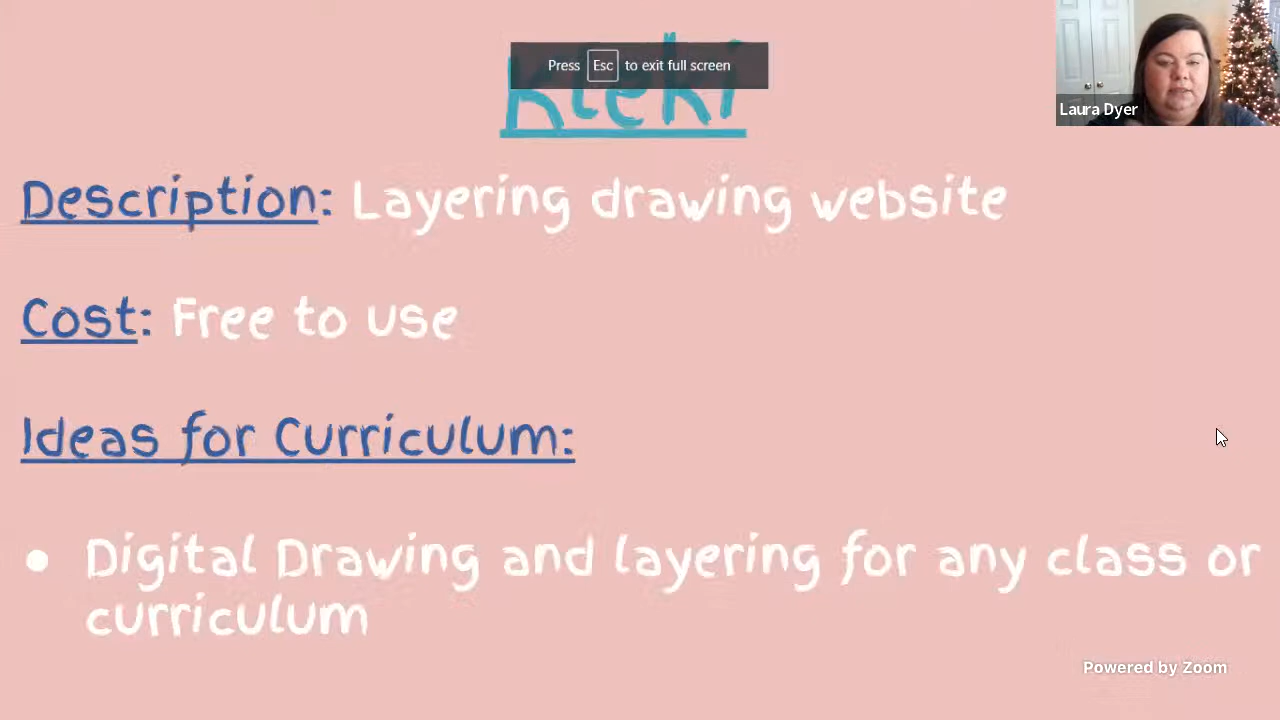 Kleki
Press Esc to exit full screen
Laura Dyer
Description: Layering drawing website
Cost: Free to use
Ideas for Curriculum:
● Digital Drawing and layering for any class or
curriculum
Powered by Zoom